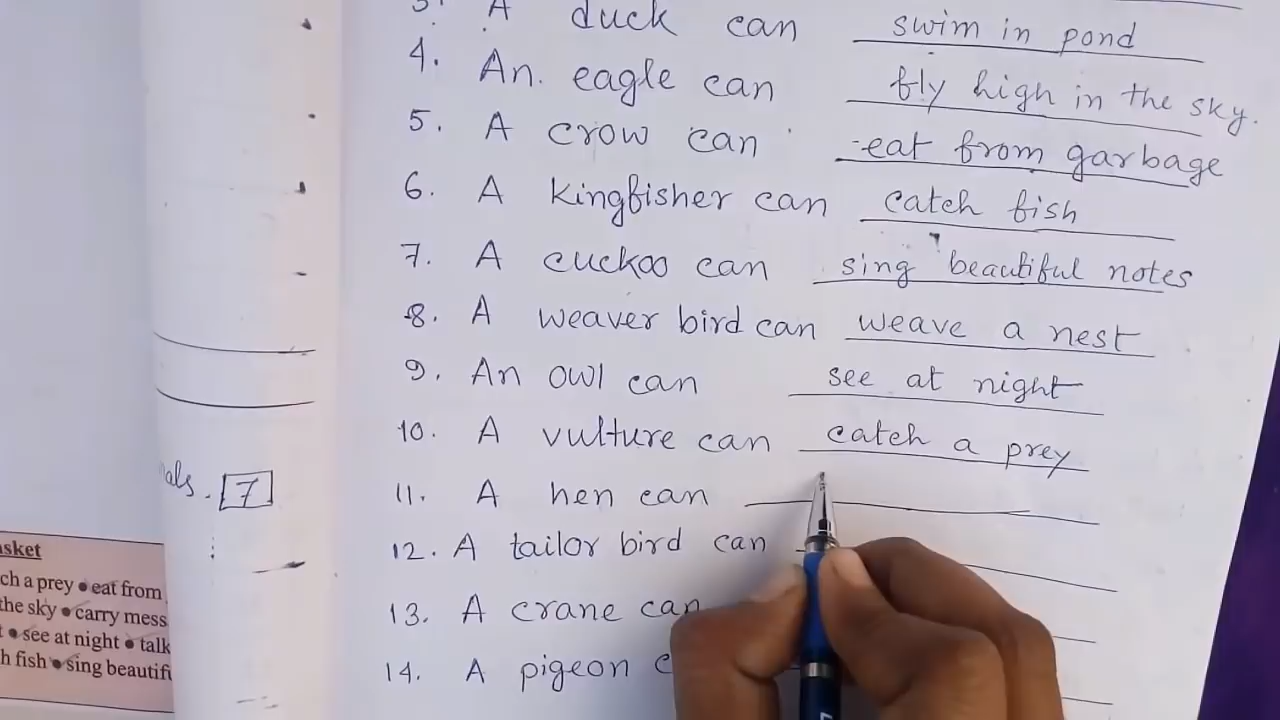 3. A duck can swim in pond
4. An. eagle can fly high in the sky.
5. A crow can eat from garbage
6. A kingfisher can catch fish
7. A cuckoo can sing beautiful notes
8. A weaver bird can weave a nest
9. An owl can see at night
10. A vulture can catch a prey
11. A hen can
12. A tailor bird can
13. A crane can
14. A pigeon
7
ch a prey • eat from
the sky • carry mess
• see at night • talk
h fish • sing beautif